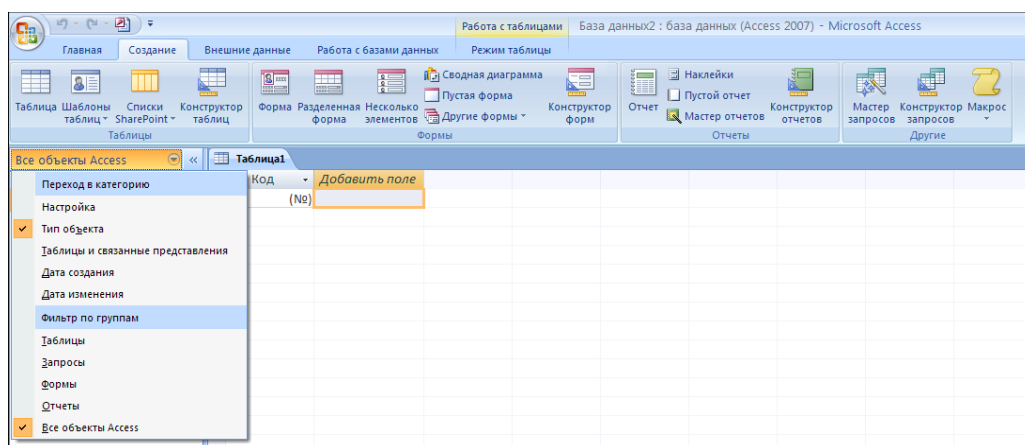 Работа с таблицами База данных2 : база данных (Access 2007) - Microsoft Access
Главная Создание Внешние данные Работа с базами данных Режим таблицы
Таблица
Шаблоны таблиц
Списки SharePoint
Конструктор таблиц
Таблицы
Форма
Разделенная форма
Несколько элементов
Сводная диаграмма
Пустая форма
Другие формы
Конструктор форм
Формы
Отчет
Наклейки
Пустой отчет
Мастер отчетов
Конструктор отчетов
Отчеты
Мастер запросов
Конструктор запросов
Макрос
Другие
Все объекты Access «
Таблица1
Код Добавить поле
(№)
Переход в категорию
Настройка
Тип объекта
Таблицы и связанные представления
Дата создания
Дата изменения
Фильтр по группам
Таблицы
Запросы
Формы
Отчеты
Все объекты Access